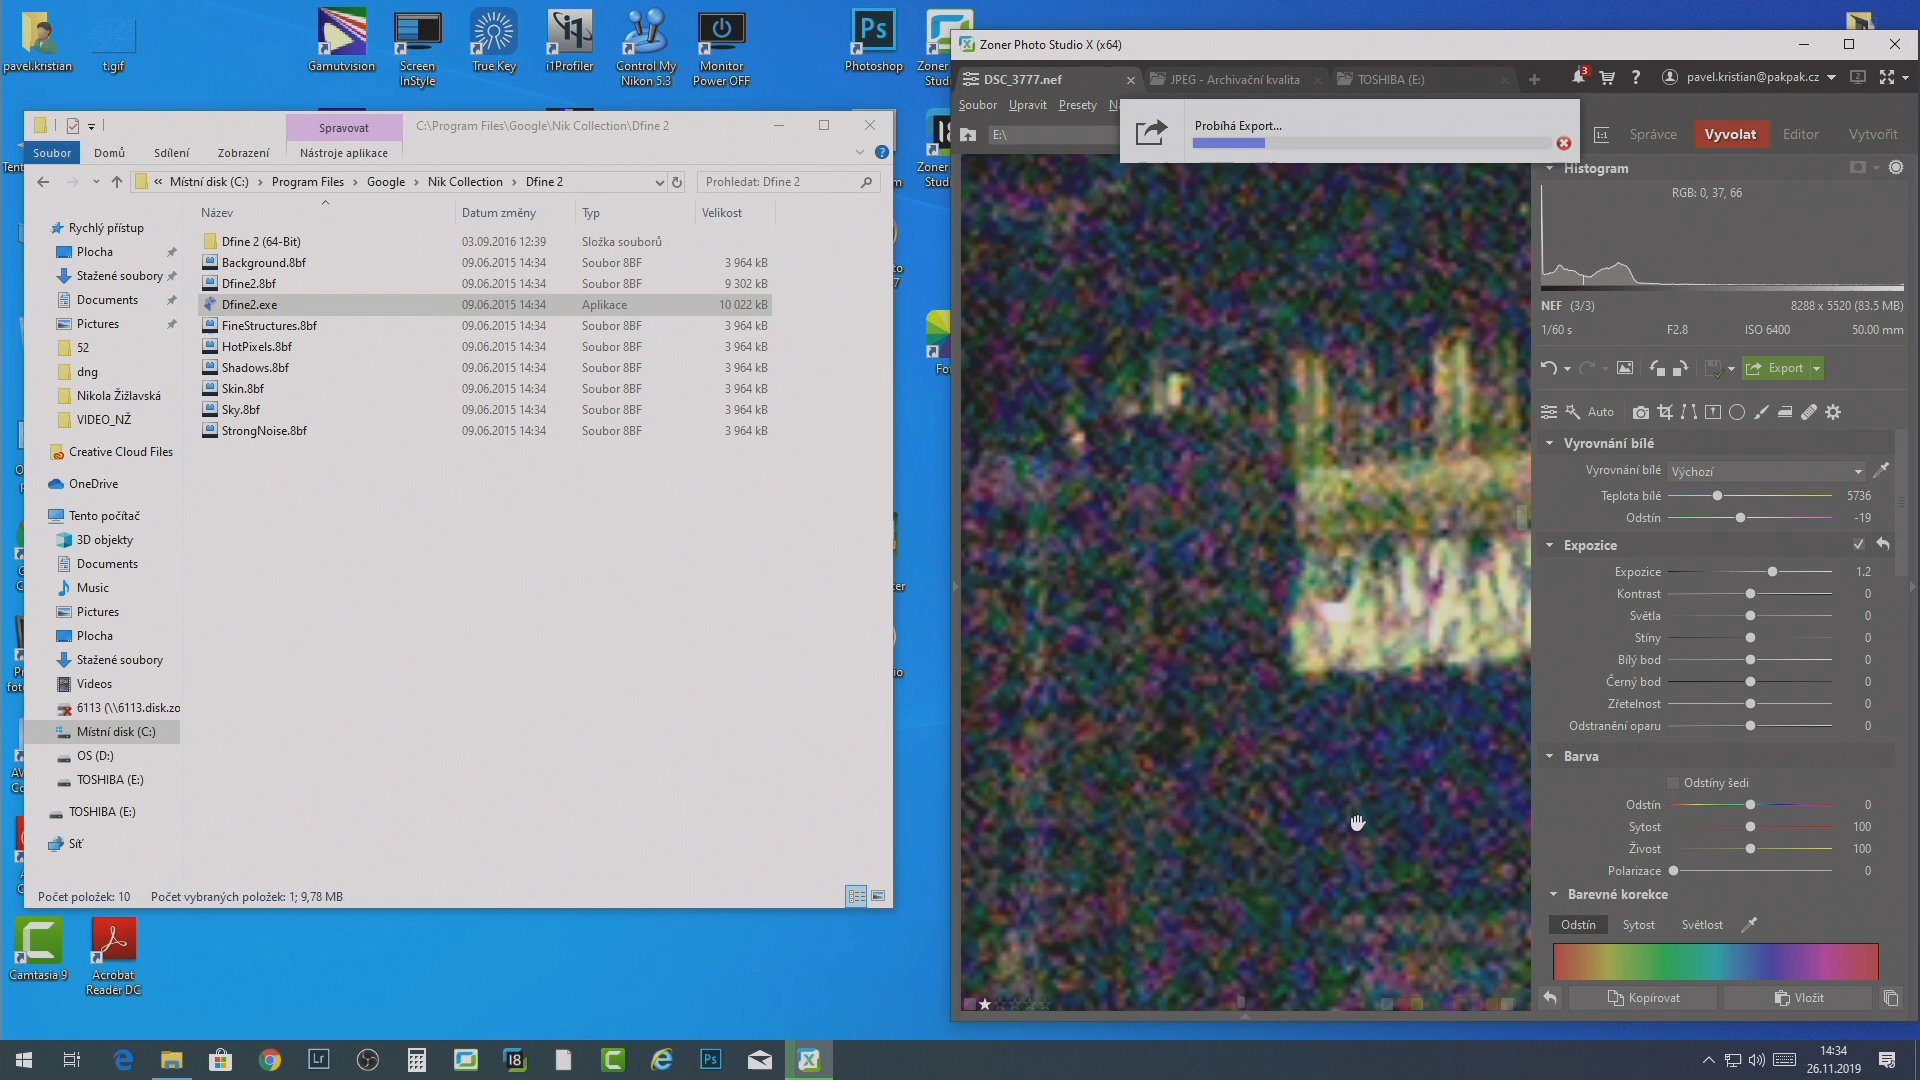 pavel.kristian
t.gif
Gamutvision
Screen
InStyle
True Key
i1Profiler
Control My
Nikon 5.3
Monitor
Power OFF
Photoshop
Zoner
Studi
Spravovat
C:\Program Files\Google\Nik Collection\Dfine 2
Soubor
Domů
Sdílení
Zobrazení
Nástroje aplikace
« Místní disk (C:) > Program Files > Google > Nik Collection > Dfine 2
Prohledat: Dfine 2
Název
Datum změny
Typ
Velikost
Dfine 2 (64-Bit) 03.09.2016 12:39 Složka souborů
Background.8bf 09.06.2015 14:34 Soubor 8BF 3 964 kB
Dfine2.8bf 09.06.2015 14:34 Soubor 8BF 9 302 kB
Dfine2.exe 09.06.2015 14:34 Aplikace 10 022 kB
FineStructures.8bf 09.06.2015 14:34 Soubor 8BF 3 964 kB
HotPixels.8bf 09.06.2015 14:34 Soubor 8BF 3 964 kB
Shadows.8bf 09.06.2015 14:34 Soubor 8BF 3 964 kB
Skin.8bf 09.06.2015 14:34 Soubor 8BF 3 964 kB
Sky.8bf 09.06.2015 14:34 Soubor 8BF 3 964 kB
StrongNoise.8bf 09.06.2015 14:34 Soubor 8BF 3 964 kB
Rychlý přístup
Plocha
Stažené soubory
Documents
Pictures
52
dng
Nikola Žižlavská
VIDEO_NŽ
Creative Cloud Files
OneDrive
Tento počítač
3D objekty
Documents
Music
Pictures
Plocha
Stažené soubory
Videos
6113 (\\6113.disk.zo
Místní disk (C:)
OS (D:)
TOSHIBA (E:)
TOSHIBA (E:)
Síť
Počet položek: 10
Počet vybraných položek: 1; 9,78 MB
Camtasia 9
Acrobat
Reader DC
Zoner Photo Studio X (x64)
DSC_3777.nef
JPEG - Archivační kvalita
TOSHIBA (E:)
3
pavel.kristian@pakpak.cz
2
Soubor
Upravit
Presety
E:\
Probíhá Export...
1:1
Správce
Vyvolat
Editor
Vytvořit
Histogram
RGB: 0, 37, 66
NEF (3/3)
8288 x 5520 (83.5 MB)
1/60 s
F2.8
ISO 6400
50.00 mm
Export
Auto
Vyrovnání bílé
Vyrovnání bílé Výchozí
Teplota bílé 5736
Odstín -19
Expozice
Expozice 1.2
Kontrast 0
Světla 0
Stíny 0
Bílý bod 0
Černý bod 0
Zřetelnost 0
Odstranění oparu 0
Barva
Odstíny šedi
Odstín 0
Sytost 100
Živost 100
Polarizace 0
Barevné korekce
Odstín
Sytost
Světlost
Kopírovat
Vložit
Lr
18
Ps
14:34
26.11.2019